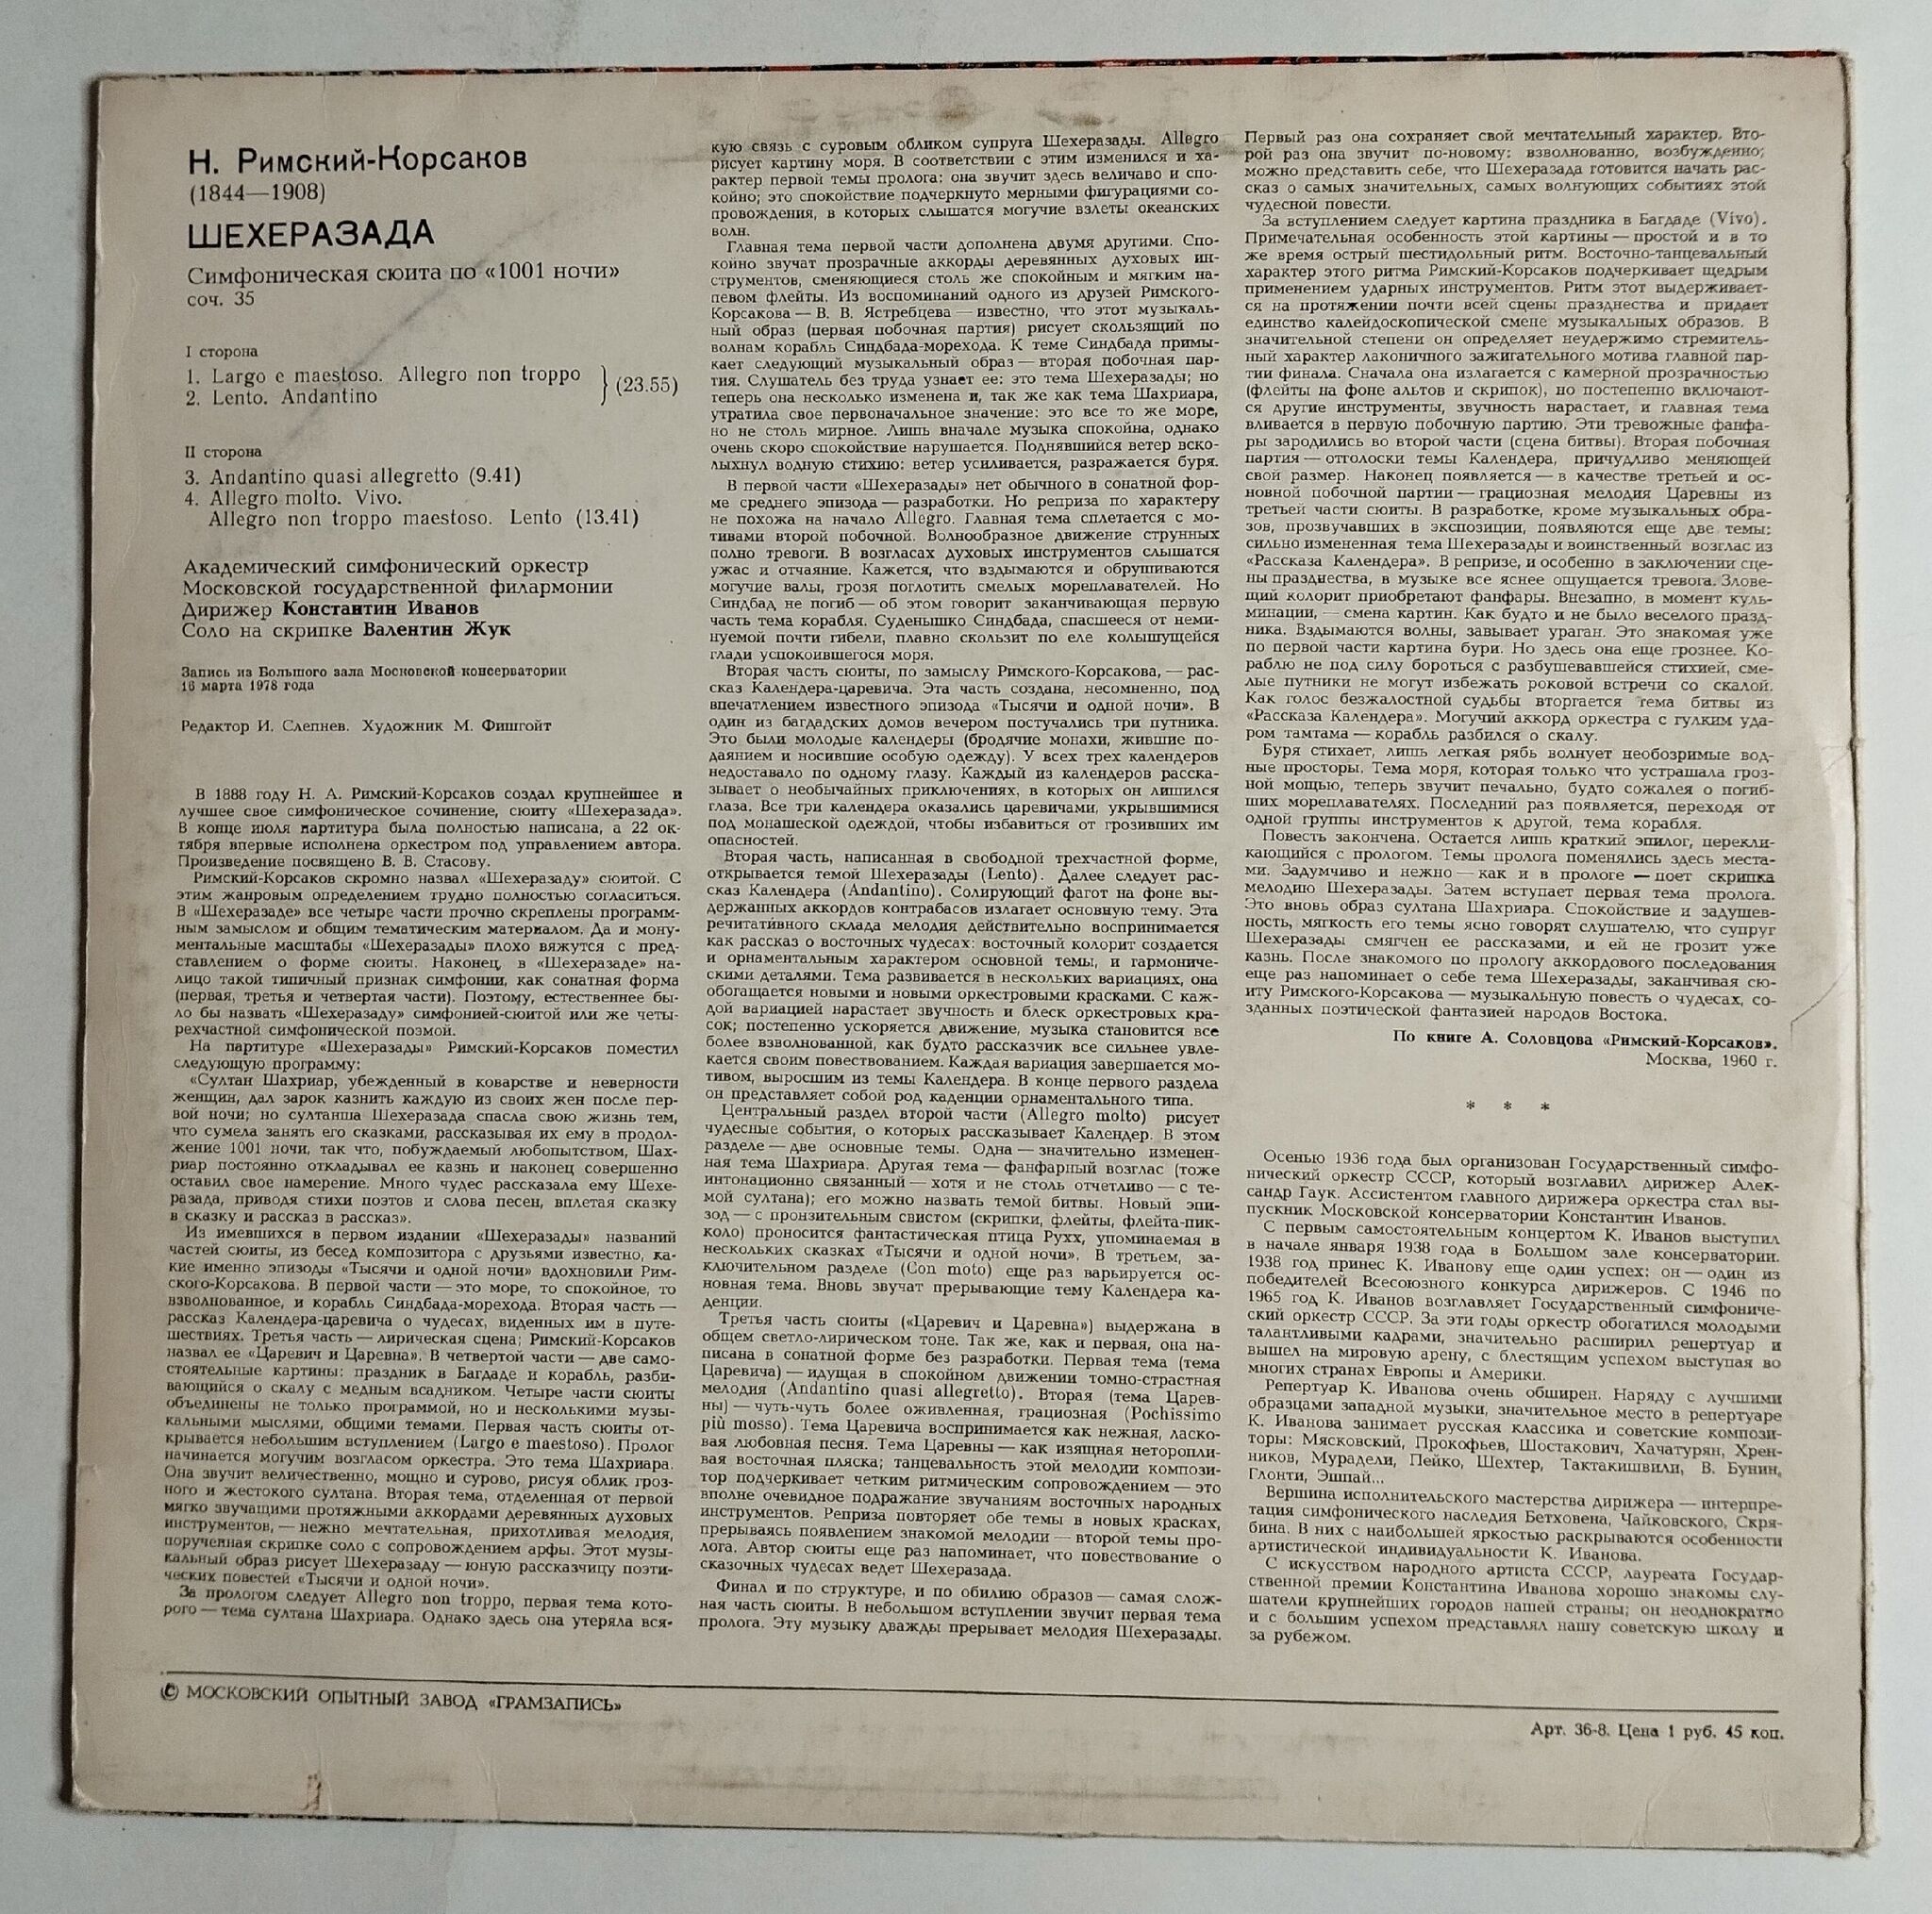 Н. Римский-Корсаков
(1844—1908)
ШЕХЕРАЗАДА
Симфоническая сюита по «1001 ночи»
соч. 35
I сторона
1. Largo e maestoso. Allegro non troppo
2. Lento. Andantino
(23.55)
II сторона
3. Andantino quasi allegretto (9.41)
4. Allegro molto. Vivo.
Allegro non troppo maestoso. Lento (13.41)
Академический симфонический оркестр
Московской государственной филармонии
Дирижер Константин Иванов
Соло на скрипке Валентин Жук
Запись из Большого зала Московской консерватории
16 марта 1978 года
Редактор И. Слепнев. Художник М. Фишгойт
В 1888 году Н. А. Римский-Корсаков создал крупнейшее и
лучшее свое симфоническое сочинение, сюиту «Шехеразада».
В конце июля партитура была полностью написана, а 22 ок-
тября впервые исполнена оркестром под управлением автора.
Произведение посвящено В. В. Стасову.
Римский-Корсаков скромно назвал «Шехеразаду» сюитой. С
этим жанровым определением трудно полностью согласиться.
В «Шехеразаде» все четыре части прочно скреплены программ-
ным замыслом и общим тематическим материалом. Да и мону-
ментальные масштабы «Шехеразады» плохо вяжутся с пред-
ставлением о форме сюиты. Наконец, в «Шехеразаде» на-
лицо такой типичный признак симфонии, как сонатная форма
(первая, третья и четвертая части). Поэтому, естественнее бы-
ло бы назвать «Шехеразаду» симфонией-сюитой или же четы-
рехчастной симфонической поэмой.
На партитуре «Шехеразады» Римский-Корсаков поместил
следующую программу:
«Султан Шахриар, убежденный в коварстве и неверности
женщин, дал зарок казнить каждую из своих жен после пер-
вой ночи; но султанша Шехеразада спасла свою жизнь тем,
что сумела занять его сказками, рассказывая их ему в продол-
жение 1001 ночи, так что, побуждаемый любопытством, Шах-
риар постоянно откладывал ее казнь и наконец совершенно
оставил свое намерение. Много чудес рассказала ему Шехе-
разада, приводя стихи поэтов и слова песен, вплетая сказку
в сказку и рассказ в рассказ».
Из имевшихся в первом издании «Шехеразады» названий
частей сюиты, из бесед композитора с друзьями известно, ка-
кие именно эпизоды «Тысячи и одной ночи» вдохновили Рим-
ского-Корсакова. В первой части — это море, то спокойное, то
взволнованное, и корабль Синдбада-морехода. Вторая часть —
рассказ Календера-царевича о чудесах, виденных им в путе-
шествиях. Третья часть — лирическая сцена; Римский-Корсаков
назвал ее «Царевич и Царевна». В четвертой части — две само-
стоятельные картины: праздник в Багдаде и корабль, разби-
вающийся о скалу с медным всадником. Четыре части сюиты
объединены не только программой, но и несколькими музы-
кальными мыслями, общими темами. Первая часть сюиты от-
крывается небольшим вступлением (Largo e maestoso). Пролог
начинается могучим возгласом оркестра. Это тема Шахриара.
Она звучит величественно, мощно и сурово, рисуя облик гроз-
ного и жестокого султана. Вторая тема, отделенная от первой
мягко звучащими протяжными аккордами деревянных духовых
инструментов, — нежно мечтательная, прихотливая мелодия,
порученная скрипке соло с сопровождением арфы. Этот музы-
кальный образ рисует Шехеразаду — юную рассказчицу поэти-
ческих повестей «Тысячи и одной ночи».
За прологом следует Allegro non troppo, первая тема кото-
рого — тема султана Шахриара. Однако здесь она утеряла вся-
кую связь с суровым обликом супруга Шехеразады. Allegro
рисует картину моря. В соответствии с этим изменился и ха-
рактер первой темы пролога: она звучит здесь величаво и спо-
койно; это спокойствие подчеркнуто мерными фигурациями со-
провождения, в которых слышатся могучие взлеты океанских
волн.
Главная тема первой части дополнена двумя другими. Спо-
койно звучат прозрачные аккорды деревянных духовых ин-
струментов, сменяющиеся столь же спокойным и мягким на-
певом флейты. Из воспоминаний одного из друзей Римского-
Корсакова — В. В. Ястребцева — известно, что этот музыкаль-
ный образ (первая побочная партия) рисует скользящий по
волнам корабль Синдбада-морехода. К теме Синдбада примы-
кает следующий музыкальный образ — вторая побочная пар-
тия. Слушатель без труда узнает ее: это тема Шехеразады; но
теперь она несколько изменена и, так же как тема Шахриара,
утратила свое первоначальное значение: это все то же море,
но не столь мирное. Лишь вначале музыка спокойна, однако
очень скоро спокойствие нарушается. Поднявшийся ветер вско-
лыхнул водную стихию: ветер усиливается, разражается буря.
В первой части «Шехеразады» нет обычного в сонатной фор-
ме среднего эпизода — разработки. Но реприза по характеру
не похожа на начало Allegro. Главная тема сплетается с мо-
тивами второй побочной. Волнообразное движение струнных
полно тревоги. В возгласах духовых инструментов слышатся
ужас и отчаяние. Кажется, что вздымаются и обрушиваются
могучие валы, грозя поглотить смелых мореплавателей. Но
Синдбад не погиб — об этом говорит заканчивающая первую
часть тема корабля. Суденышко Синдбада, спасшееся от неми-
нуемой почти гибели, плавно скользит по еле колышущейся
глади успокоившегося моря.
Вторая часть сюиты, по замыслу Римского-Корсакова, — рас-
сказ Календера-царевича. Эта часть создана, несомненно, под
впечатлением известного эпизода «Тысячи и одной ночи». В
один из багдадских домов вечером постучались три путника.
Это были молодые календеры (бродячие монахи, жившие по-
даянием и носившие особую одежду). У всех трех календеров
недоставало по одному глазу. Каждый из календеров расска-
зывает о необычайных приключениях, в которых он лишился
глаза. Все три календера оказались царевичами, укрывшимися
под монашеской одеждой, чтобы избавиться от грозивших им
опасностей.
Вторая часть, написанная в свободной трехчастной форме,
открывается темой Шехеразады (Lento). Далее следует рас-
сказ Календера (Andantino). Солирующий фагот на фоне вы-
держанных аккордов контрабасов излагает основную тему. Эта
речитативного склада мелодия действительно воспринимается
как рассказ о восточных чудесах: восточный колорит создается
и орнаментальным характером основной темы, и гармониче-
скими деталями. Тема развивается в нескольких вариациях, она
обогащается новыми и новыми оркестровыми красками. С каж-
дой вариацией нарастает звучность и блеск оркестровых кра-
сок; постепенно ускоряется движение, музыка становится все
более взволнованной, как будто рассказчик все сильнее увле-
кается своим повествованием. Каждая вариация завершается мо-
тивом, выросшим из темы Календера. В конце первого раздела
он представляет собой род каденции орнаментального типа.
Центральный раздел второй части (Allegro molto) рисует
чудесные события, о которых рассказывает Календер. В этом
разделе — две основные темы. Одна — значительно изменен-
ная тема Шахриара. Другая тема — фанфарный возглас (тоже
интонационно связанный — хотя и не столь отчетливо — с те-
мой султана); его можно назвать темой битвы. Новый эпи-
зод — с пронзительным свистом (скрипки, флейты, флейта-пик-
коло) проносится фантастическая птица Рухх, упоминаемая в
нескольких сказках «Тысячи и одной ночи». В третьем, за-
ключительном разделе (Con moto) еще раз варьируется ос-
новная тема. Вновь звучат прерывающие тему Календера ка-
денции.
Третья часть сюиты («Царевич и Царевна») выдержана в
общем светло-лирическом тоне. Так же, как и первая, она на-
писана в сонатной форме без разработки. Первая тема (тема
Царевича) — идущая в спокойном движении томно-страстная
мелодия (Andantino quasi allegretto). Вторая (тема Царев-
ны) — чуть-чуть более оживленная, грациозная (Pochissimo
più mosso). Тема Царевича воспринимается как нежная, ласко-
вая любовная песня. Тема Царевны — как изящная неторопли-
вая восточная пляска; танцевальность этой мелодии компози-
тор подчеркивает четким ритмическим сопровождением — это
вполне очевидное подражание звучаниям восточных народных
инструментов. Реприза повторяет обе темы в новых красках,
прерываясь появлением знакомой мелодии — второй темы про-
лога. Автор сюиты еще раз напоминает, что повествование о
сказочных чудесах ведет Шехеразада.
Финал и по структуре, и по обилию образов — самая слож-
ная часть сюиты. В небольшом вступлении звучит первая тема
пролога. Эту музыку дважды прерывает мелодия Шехеразады.
Первый раз она сохраняет свой мечтательный характер. Вто-
рой раз она звучит по-новому: взволнованно, возбужденно;
можно представить себе, что Шехеразада готовится начать рас-
сказ о самых значительных, самых волнующих событиях этой
чудесной повести.
За вступлением следует картина праздника в Багдаде (Vivo).
Примечательная особенность этой картины — простой и в то
же время острый шестидольный ритм. Восточно-танцевальный
характер этого ритма Римский-Корсаков подчеркивает щедрым
применением ударных инструментов. Ритм этот выдерживает-
ся на протяжении почти всей сцены празднества и придает
единство калейдоскопической смене музыкальных образов. В
значительной степени он определяет неудержимо стремитель-
ный характер лаконичного зажигательного мотива главной пар-
тии финала. Сначала она излагается с камерной прозрачностью
(флейты на фоне альтов и скрипок), но постепенно включают-
ся другие инструменты, звучность нарастает, и главная тема
вливается в первую побочную партию. Эти тревожные фанфа-
ры зародились во второй части (сцена битвы). Вторая побочная
партия — отголоски темы Календера, причудливо меняющей
свой размер. Наконец появляется — в качестве третьей и ос-
новной побочной партии — грациозная мелодия Царевны из
третьей части сюиты. В разработке, кроме музыкальных обра-
зов, прозвучавших в экспозиции, появляются еще две темы:
сильно измененная тема Шехеразады и воинственный возглас из
«Рассказа Календера». В репризе, и особенно в заключении сце-
ны празднества, в музыке все яснее ощущается тревога. Злове-
щий колорит приобретают фанфары. Внезапно, в момент куль-
минации, — смена картин. Как будто и не было веселого празд-
ника. Вздымаются волны, завывает ураган. Это знакомая уже
по первой части картина бури. Но здесь она еще грознее. Ко-
раблю не под силу бороться с разбушевавшейся стихией, сме-
лые путники не могут избежать роковой встречи со скалой.
Как голос безжалостной судьбы вторгается тема битвы из
«Рассказа Календера». Могучий аккорд оркестра с гулким уда-
ром тамтама — корабль разбился о скалу.
Буря стихает, лишь легкая рябь волнует необозримые вод-
ные просторы. Тема моря, которая только что устрашала гроз-
ной мощью, теперь звучит печально, будто сожалея о погиб-
ших мореплавателях. Последний раз появляется, переходя от
одной группы инструментов к другой, тема корабля.
Повесть закончена. Остается лишь краткий эпилог, перекли-
кающийся с прологом. Темы пролога поменялись здесь места-
ми. Задумчиво и нежно — как и в прологе — поет скрипка
мелодию Шехеразады. Затем вступает первая тема пролога.
Это вновь образ султана Шахриара. Спокойствие и задушев-
ность, мягкость его темы ясно говорят слушателю, что супруг
Шехеразады смягчен ее рассказами, и ей не грозит уже
казнь. После знакомого по прологу аккордового последования
еще раз напоминает о себе тема Шехеразады, заканчивая сю-
иту Римского-Корсакова — музыкальную повесть о чудесах, со-
зданных поэтической фантазией народов Востока.
По книге А. Соловцова «Римский-Корсаков».
Москва, 1960 г.
* * *
Осенью 1936 года был организован Государственный симфо-
нический оркестр СССР, который возглавил дирижер Алек-
сандр Гаук. Ассистентом главного дирижера оркестра стал вы-
пускник Московской консерватории Константин Иванов.
С первым самостоятельным концертом К. Иванов выступил
в начале января 1938 года в Большом зале консерватории.
1938 год принес К. Иванову еще один успех: он — один из
победителей Всесоюзного конкурса дирижеров. С 1946 по
1965 год К. Иванов возглавляет Государственный симфониче-
ский оркестр СССР. За эти годы оркестр обогатился молодыми
талантливыми кадрами, значительно расширил репертуар и
вышел на мировую арену, с блестящим успехом выступая во
многих странах Европы и Америки.
Репертуар К. Иванова очень обширен. Наряду с лучшими
образцами западной музыки, значительное место в репертуаре
К. Иванова занимает русская классика и советские компози-
торы: Мясковский, Прокофьев, Шостакович, Хачатурян, Хрен-
ников, Мурадели, Пейко, Шехтер, Тактакишвили, В. Бунин,
Глонти, Эшпай...
Вершина исполнительского мастерства дирижера — интерпре-
тация симфонического наследия Бетховена, Чайковского, Скря-
бина. В них с наибольшей яркостью раскрываются особенности
артистической индивидуальности К. Иванова.
С искусством народного артиста СССР, лауреата Государ-
ственной премии Константина Иванова хорошо знакомы слу-
шатели крупнейших городов нашей страны; он неоднократно
и с большим успехом представлял нашу советскую школу и
за рубежом.
© МОСКОВСКИЙ ОПЫТНЫЙ ЗАВОД «ГРАМЗАПИСЬ»
Арт. 36-8. Цена 1 руб. 45 коп.